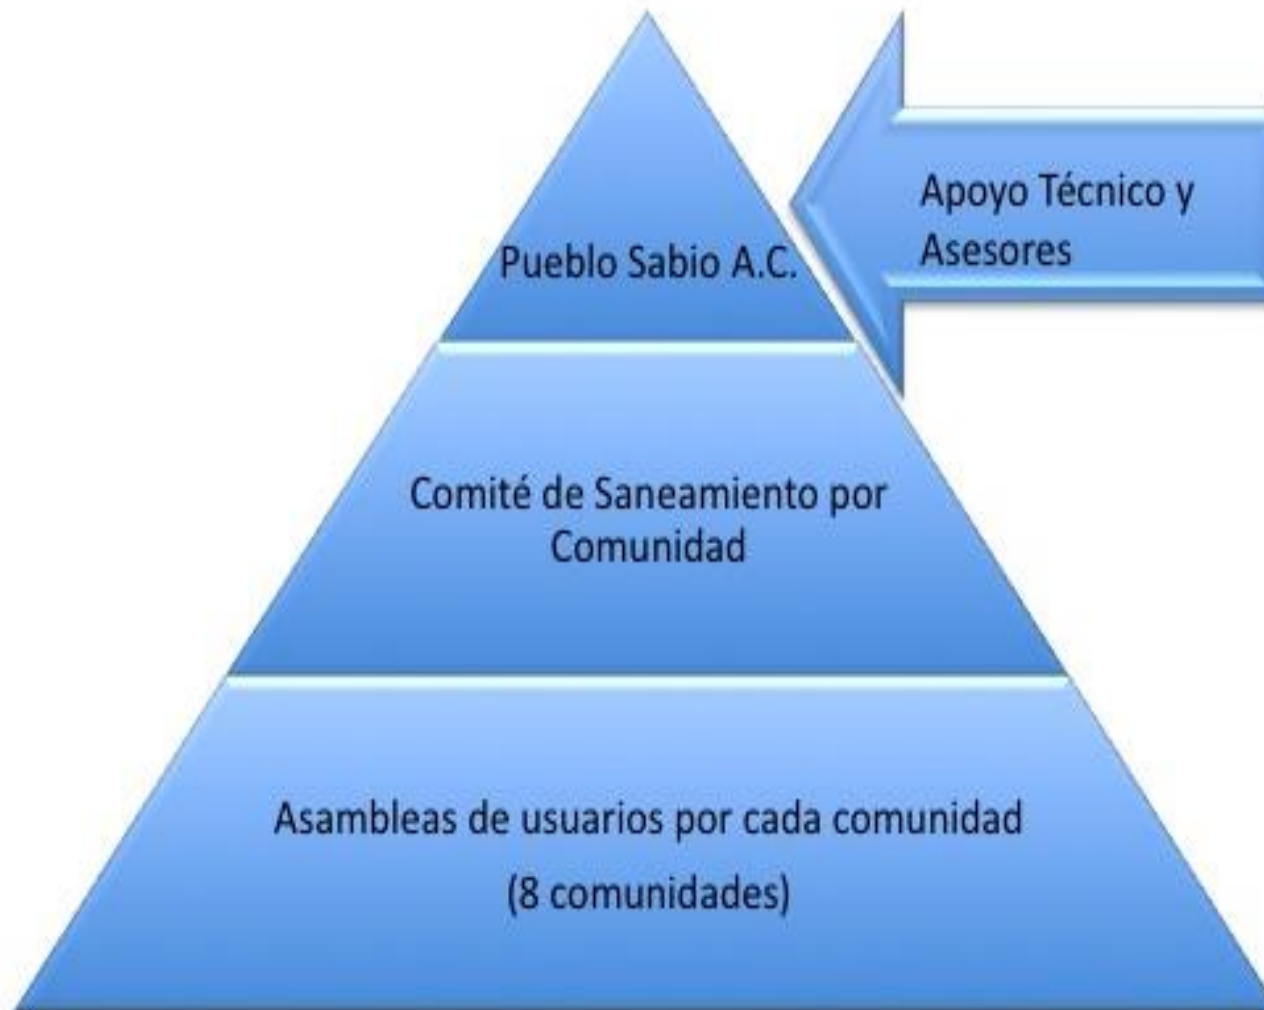 Apoyo Técnico y
Asesores
Pueblo Sabio A.C.
Comité de Saneamiento por
Comunidad
Asambleas de usuarios por cada comunidad
(8 comunidades)